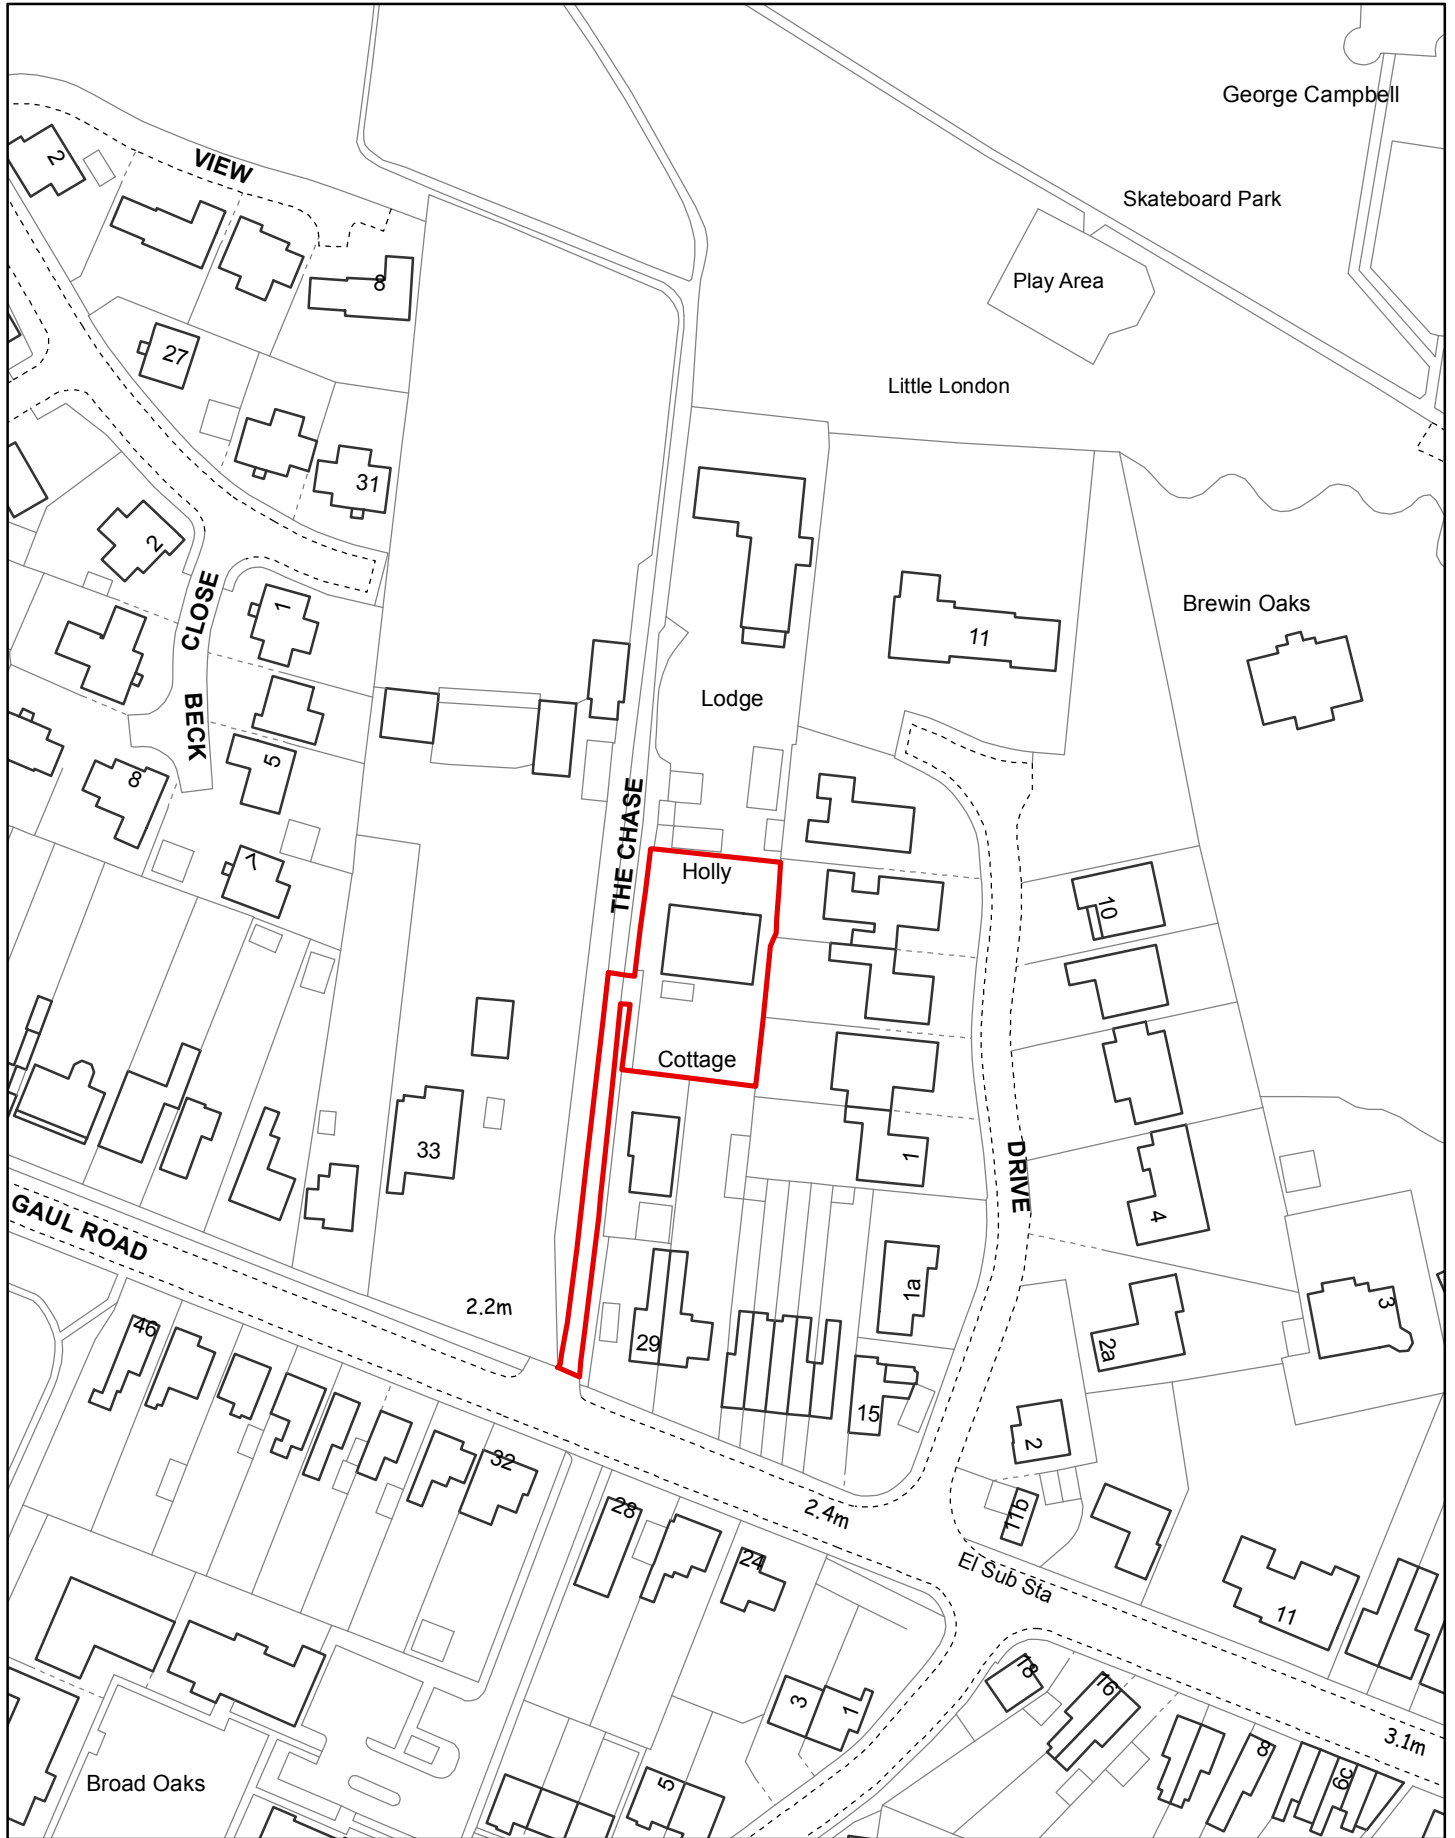 George Campbell
2
VIEW
Skateboard Park
8
Play Area
27
Little London
31
2
CLOSE
1
Brewin Oaks
11
Lodge
BECK
5
8
THE CHASE
7
Holly
10
Cottage
33
1
DRIVE
GAUL ROAD
4
1a
2.2m
46
29
3
2a
15
2
32
28
2.4m
11b
24
El Sub Sta
11
18
16
3
1
3.1m
8
5
6c
Broad Oaks